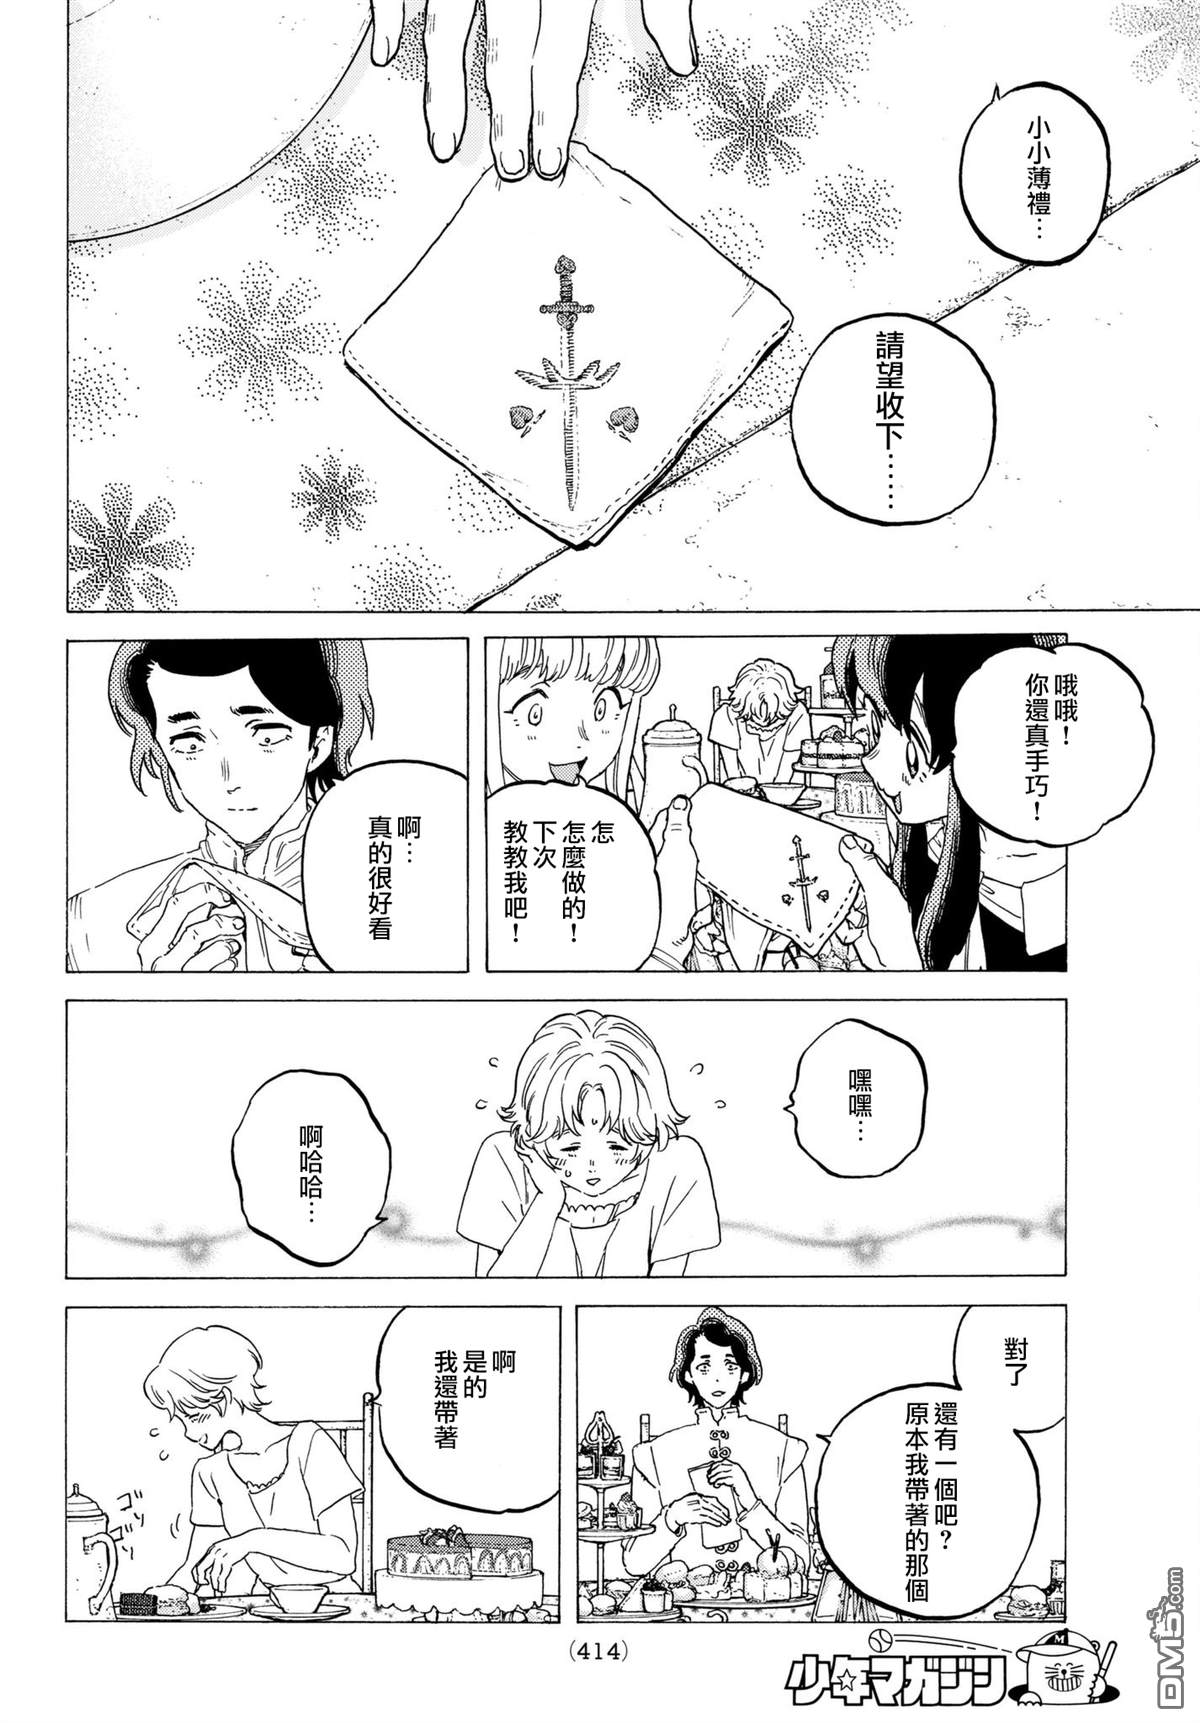 小小薄禮…
請望收下……
哦哦！
你還真手巧！
怎
怎麼做的！
下次
教教我吧！
啊…
真的很好看
嘿嘿…
啊哈哈…
對了
還有一個吧？
原本我帶著的那個
啊
是的
我還帶著
ゴソ
ゴソ
(414)
少年マガジン
M
DM5.com